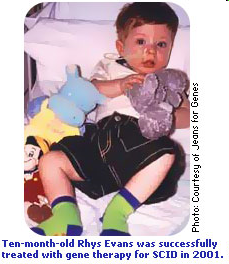 Photo: Courtesy of Jeans for Genes
Ten-month-old Rhys Evans was successfully
treated with gene therapy for SCID in 2001.